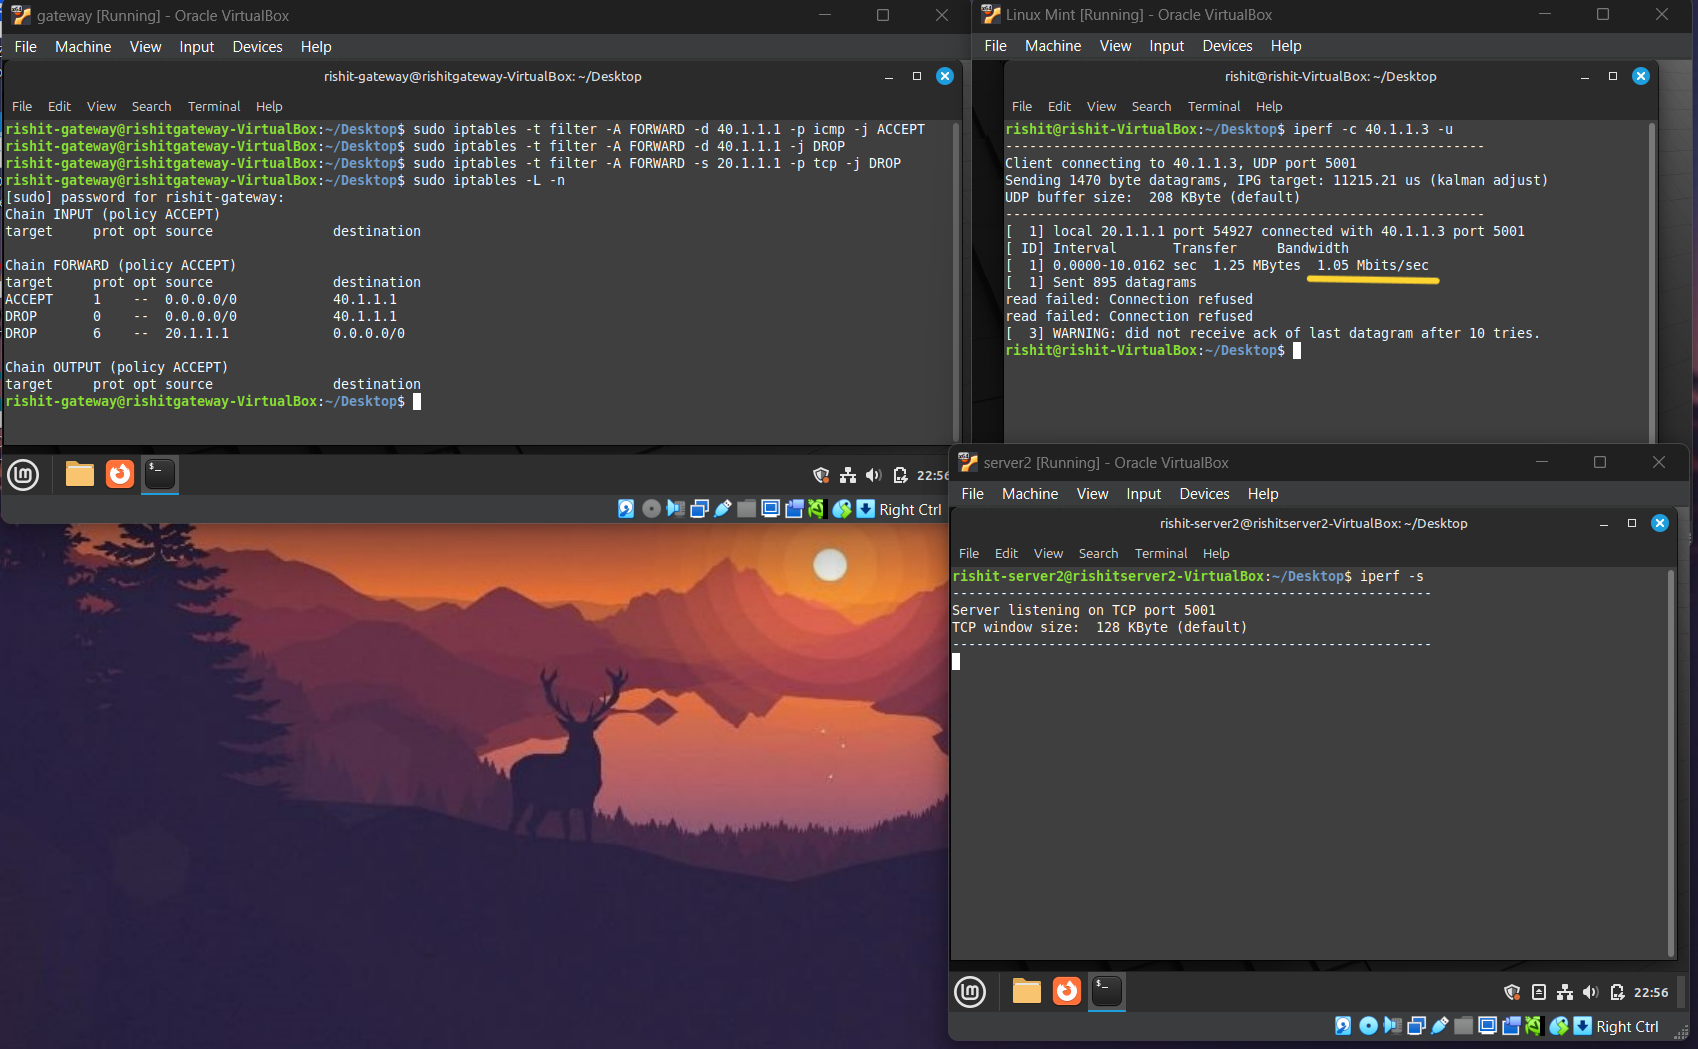 gateway [Running] - Oracle VirtualBox
File Machine View Input Devices Help
rishit-gateway@rishitgateway-VirtualBox: ~/Desktop
File Edit View Search Terminal Help
rishit-gateway@rishitgateway-VirtualBox:~/Desktop$ sudo iptables -t filter -A FORWARD -d 40.1.1.1 -p icmp -j ACCEPT
rishit-gateway@rishitgateway-VirtualBox:~/Desktop$ sudo iptables -t filter -A FORWARD -d 40.1.1.1 -j DROP
rishit-gateway@rishitgateway-VirtualBox:~/Desktop$ sudo iptables -t filter -A FORWARD -s 20.1.1.1 -p tcp -j DROP
rishit-gateway@rishitgateway-VirtualBox:~/Desktop$ sudo iptables -L -n
[sudo] password for rishit-gateway:
Chain INPUT (policy ACCEPT)
target     prot opt source               destination
Chain FORWARD (policy ACCEPT)
target     prot opt source               destination
ACCEPT     1    --  0.0.0.0/0            40.1.1.1
DROP       0    --  0.0.0.0/0            40.1.1.1
DROP       6    --  20.1.1.1             0.0.0.0/0
Chain OUTPUT (policy ACCEPT)
target     prot opt source               destination
rishit-gateway@rishitgateway-VirtualBox:~/Desktop$
22:56
Right Ctrl
Linux Mint [Running] - Oracle VirtualBox
File Machine View Input Devices Help
rishit@rishit-VirtualBox: ~/Desktop
File Edit View Search Terminal Help
rishit@rishit-VirtualBox:~/Desktop$ iperf -c 40.1.1.3 -u
------------------------------------------------------------
Client connecting to 40.1.1.3, UDP port 5001
Sending 1470 byte datagrams, IPG target: 11215.21 us (kalman adjust)
UDP buffer size:  208 KByte (default)
------------------------------------------------------------
[  1] local 20.1.1.1 port 54927 connected with 40.1.1.3 port 5001
[ ID] Interval       Transfer     Bandwidth
[  1] 0.0000-10.0162 sec  1.25 MBytes  1.05 Mbits/sec
[  1] Sent 895 datagrams
read failed: Connection refused
read failed: Connection refused
[  3] WARNING: did not receive ack of last datagram after 10 tries.
rishit@rishit-VirtualBox:~/Desktop$
server2 [Running] - Oracle VirtualBox
File Machine View Input Devices Help
rishit-server2@rishitserver2-VirtualBox: ~/Desktop
File Edit View Search Terminal Help
rishit-server2@rishitserver2-VirtualBox:~/Desktop$ iperf -s
------------------------------------------------------------
Server listening on TCP port 5001
TCP window size:  128 KByte (default)
------------------------------------------------------------
22:56
Right Ctrl